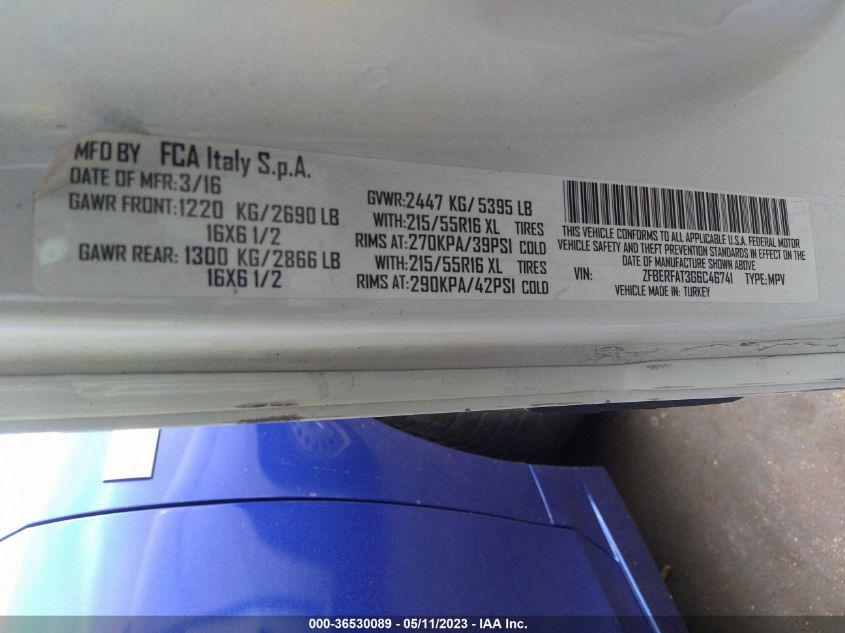 MFD BY FCA Italy S.p.A.
DATE OF MFR:3/16
GAWR FRONT:1220 KG/2690 LB
16X6 1/2
GAWR REAR: 1300 KG/2866 LB
16X6 1/2
GVWR:2447 KG/5395 LB
WITH:215/55R16 XL TIRES
RIMS AT:270KPA/39PSI COLD
WITH:215/55R16 XL TIRES
RIMS AT:290KPA/42PSI COLD
THIS VEHICLE CONFORMS TO ALL APPLICABLE U.S.A. FEDERAL MOTOR
VEHICLE SAFETY AND THEFT PREVENTION STANDARDS IN EFFECT ON THE
DATE OF MANUFACTURE SHOWN ABOVE
VIN: ZFBERFAT3G6C46741 TYPE:MPV
VEHICLE MADE IN: TURKEY
000-36530089 - 05/11/2023 - IAA Inc.